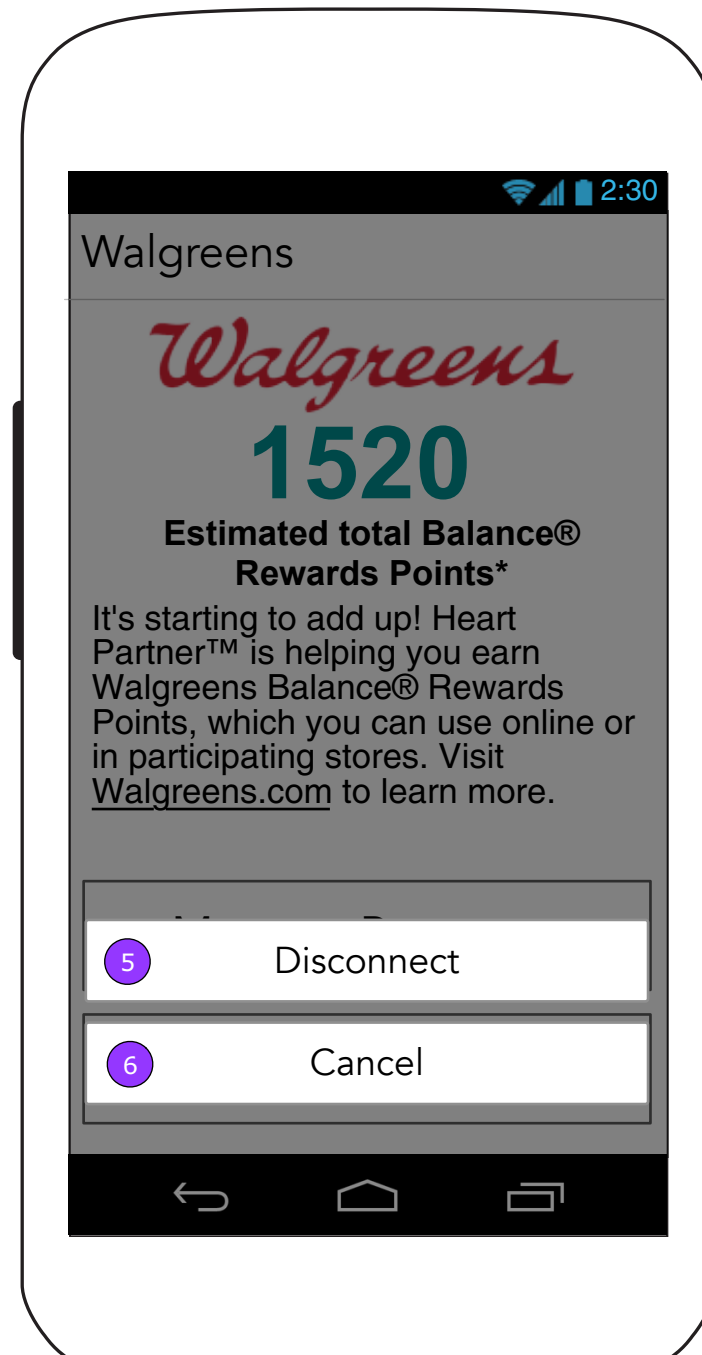 2:30
Walgreens
Walgreens
1520
Estimated total Balance®
Rewards Points*
It's starting to add up! Heart
Partner™ is helping you earn
Walgreens Balance® Rewards
Points, which you can use online or
in participating stores. Visit
Walgreens.com to learn more.
5 Disconnect
6 Cancel